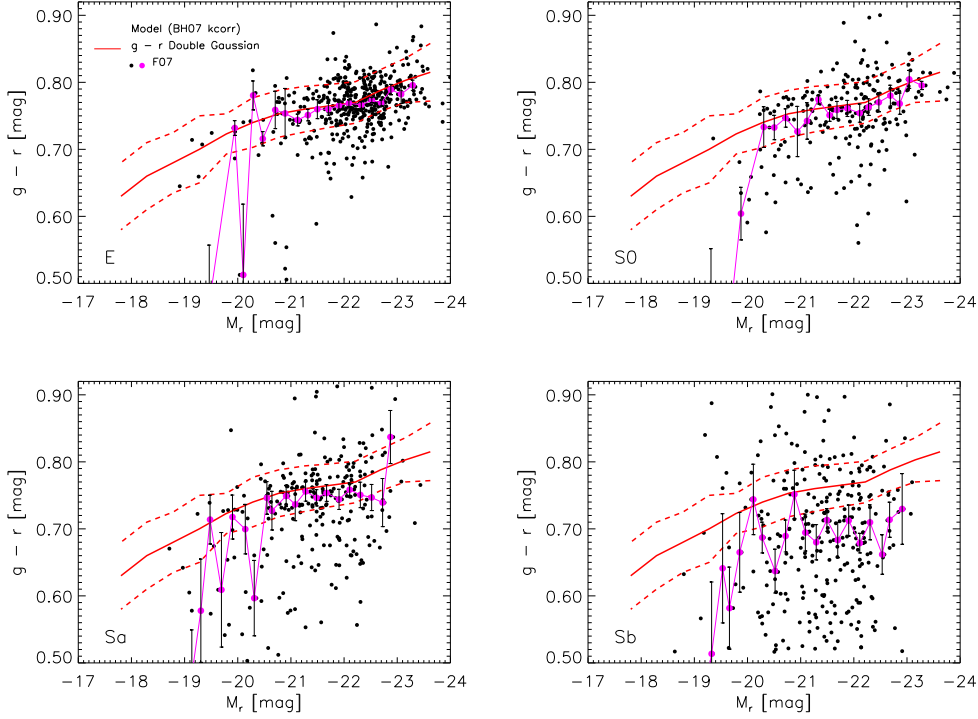 0.90
0.80
0.70
0.60
0.50
g − r [mag]
Model (BH07 kcorr)
g − r Double Gaussian
F07
E
−17 −18 −19 −20 −21 −22 −23 −24
M_r [mag]
0.90
0.80
0.70
0.60
0.50
g − r [mag]
S0
−17 −18 −19 −20 −21 −22 −23 −24
M_r [mag]
0.90
0.80
0.70
0.60
0.50
g − r [mag]
Sa
−17 −18 −19 −20 −21 −22 −23 −24
M_r [mag]
0.90
0.80
0.70
0.60
0.50
g − r [mag]
Sb
−17 −18 −19 −20 −21 −22 −23 −24
M_r [mag]